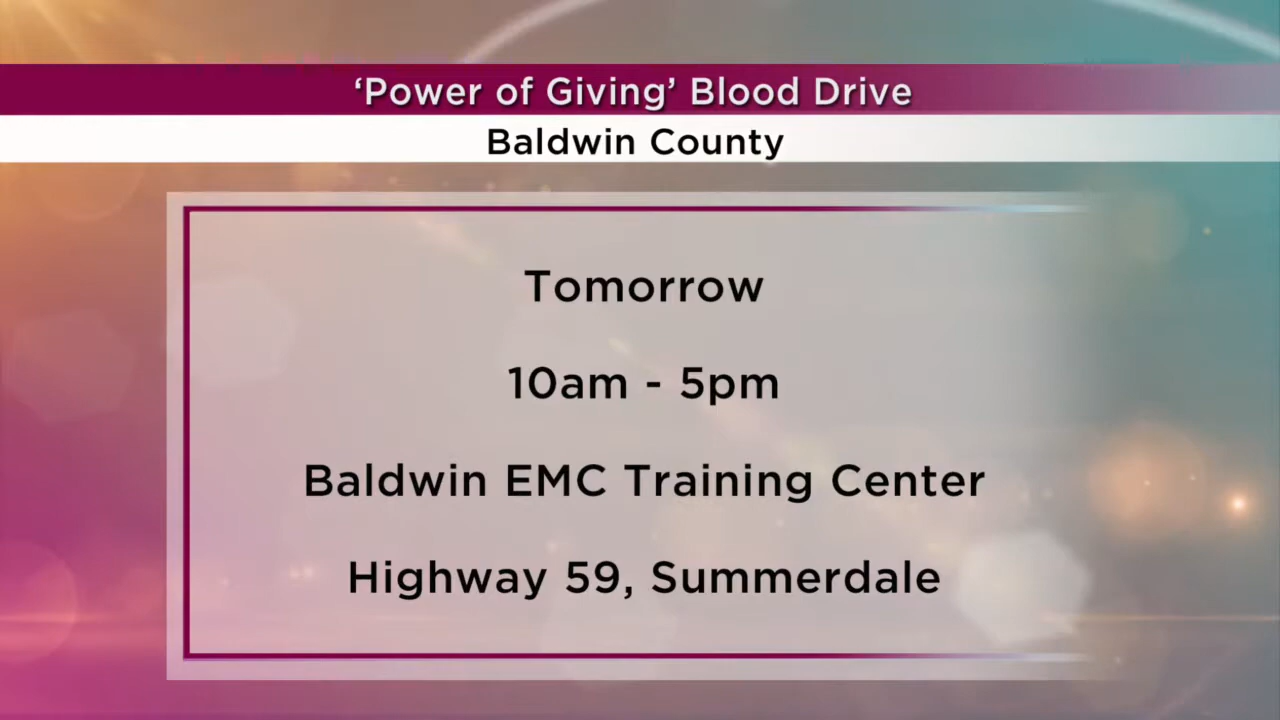 ‘Power of Giving’ Blood Drive
Baldwin County
Tomorrow
10am - 5pm
Baldwin EMC Training Center
Highway 59, Summerdale